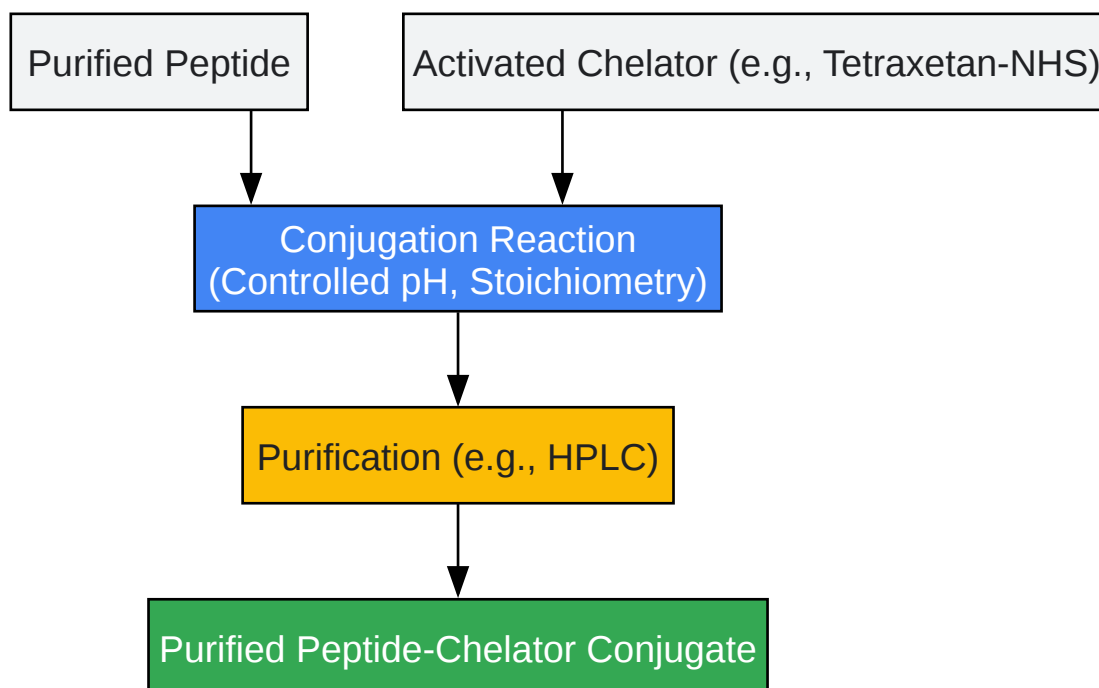 Purified Peptide
Activated Chelator (e.g., Tetraxetan-NHS)
Conjugation Reaction
(Controlled pH, Stoichiometry)
Purification (e.g., HPLC)
Purified Peptide-Chelator Conjugate